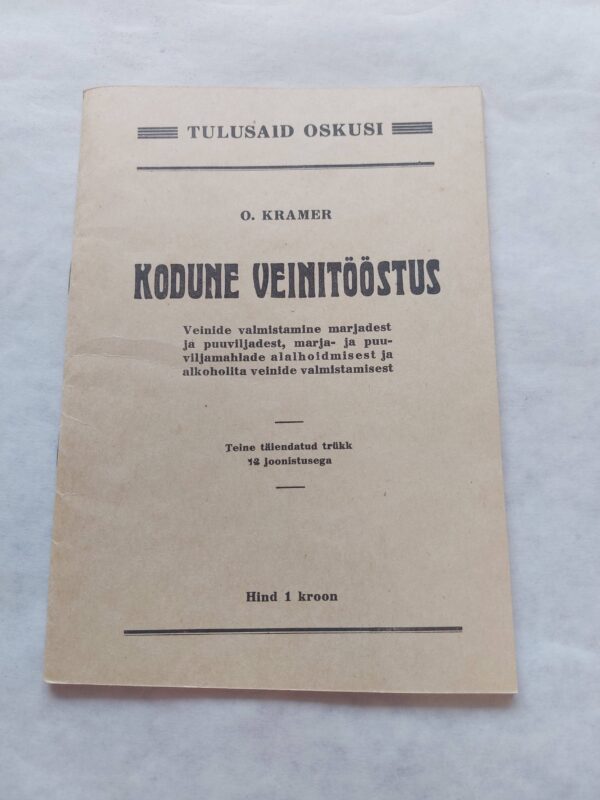 TULUSAID OSKUSI
O. KRAMER
KODUNE VEINITÖÖSTUS
Veinide valmistamine marjadest
ja puuviljadest, marja- ja puu-
viljamahlade alalhoidmisest ja
alkoholita veinide valmistamisest
Teine täiendatud trükk
joonistusega
Hind 1 kroon